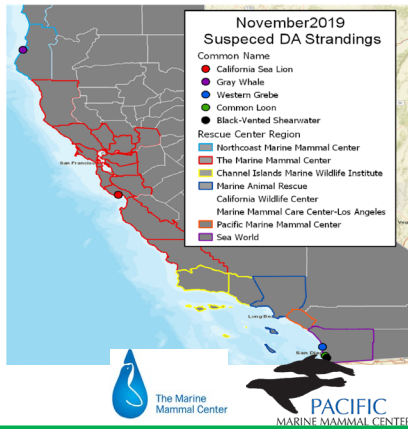 November2019
Suspeced DA Strandings
Common Name
California Sea Lion
Gray Whale
Western Grebe
Common Loon
Black-Vented Shearwater
Rescue Center Region
Northcoast Marine Mammal Center
The Marine Mammal Center
Channel Islands Marine Wildlife Institute
Marine Animal Rescue
California Wildlife Center
Marine Mammal Care Center-Los Angeles
Pacific Marine Mammal Center
Sea World
San Francisco
Long Bea
San Die
The Marine
Mammal Center
PACIFIC
MARINE MAMMAL CENTER